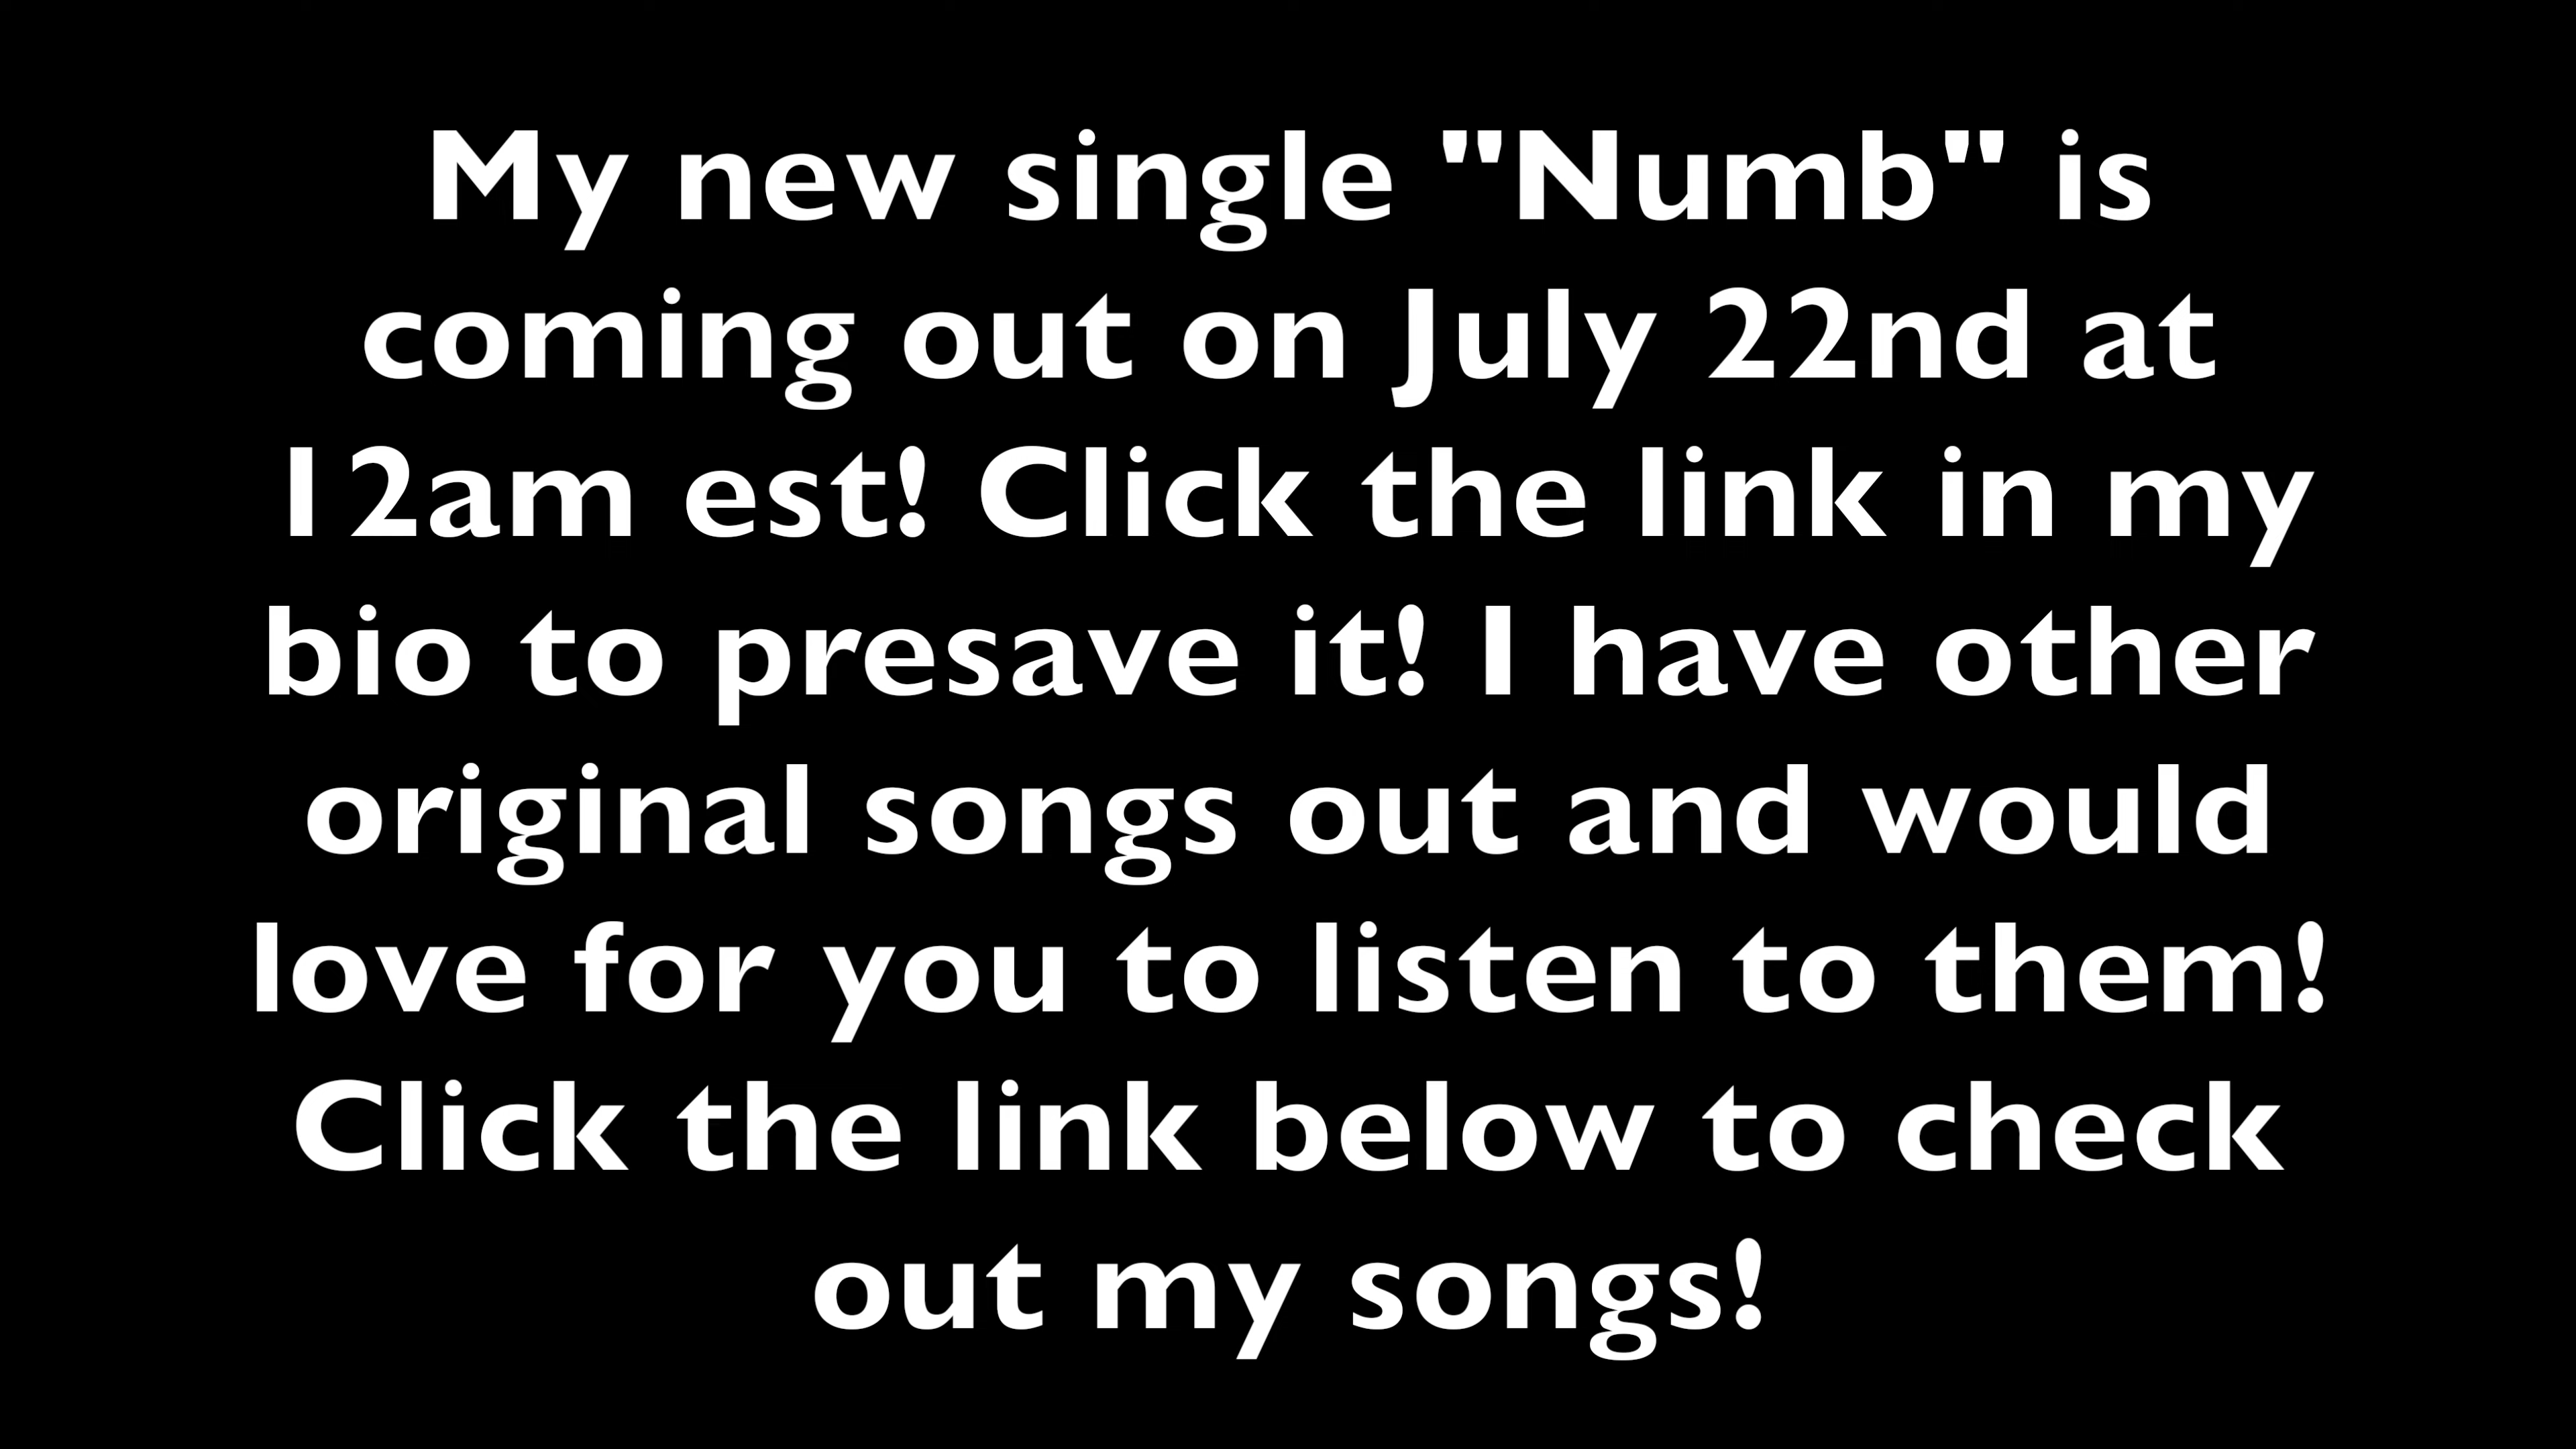 My new single "Numb" is
coming out on July 22nd at
12am est! Click the link in my
bio to presave it! I have other
original songs out and would
love for you to listen to them!
Click the link below to check
out my songs!